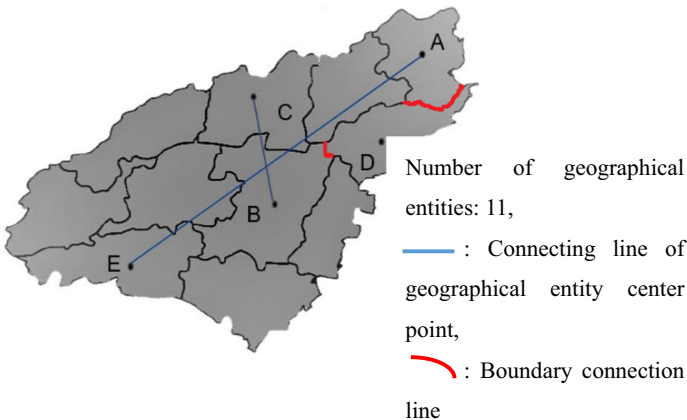 A
C
D
B
E
Number of geographical
entities: 11,
: Connecting line of
geographical entity center
point,
: Boundary connection
line